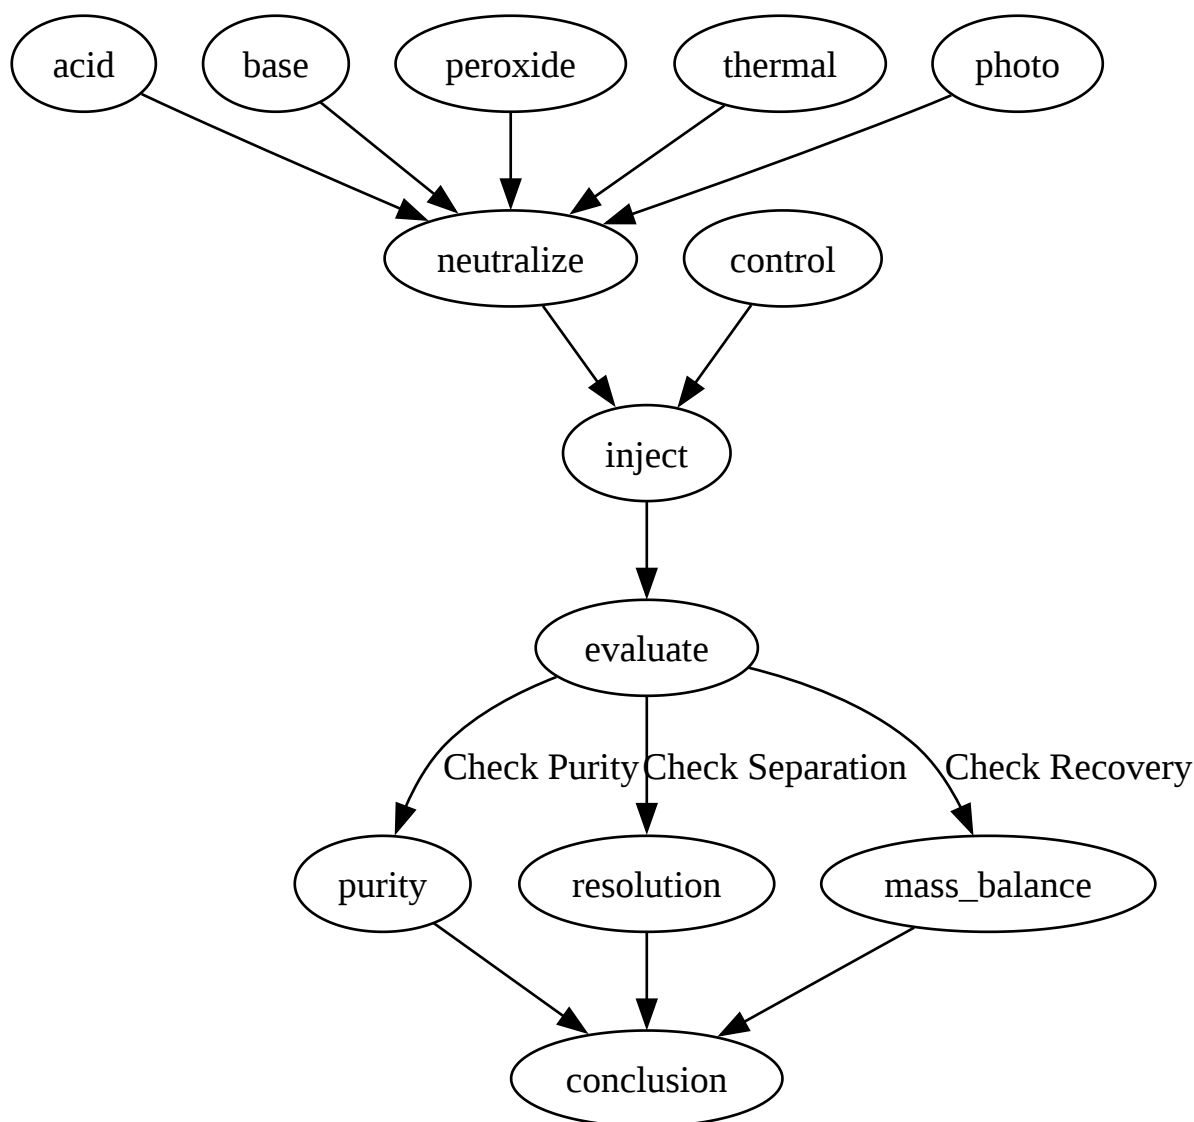 acid
base
peroxide
thermal
photo
neutralize
control
inject
evaluate
Check Purity
Check Separation
Check Recovery
purity
resolution
mass_balance
conclusion